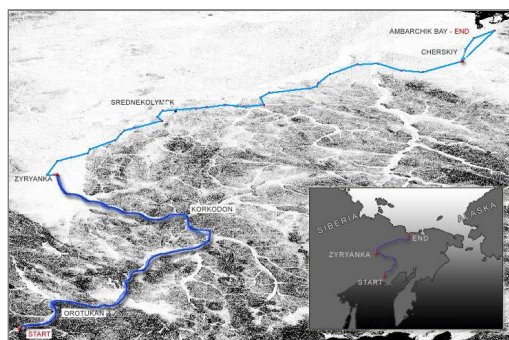 AMBARCHIK BAY - END
CHERSKIY
SREDNEKOLYMSK
ZYRYANKA
KORKODON
OROTUKAN
START
SIBERIA
ALASKA
END
ZYRYANKA
START